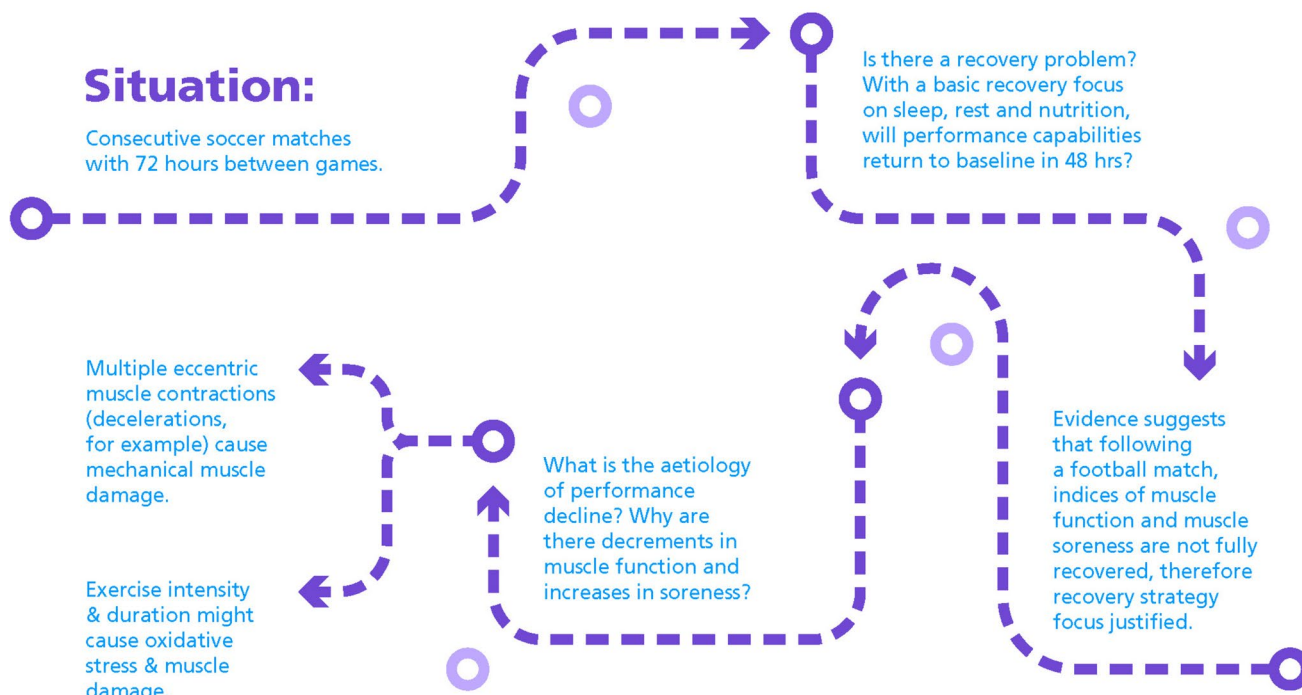 Situation:
Consecutive soccer matches
with 72 hours between games.
Is there a recovery problem?
With a basic recovery focus
on sleep, rest and nutrition,
will performance capabilities
return to baseline in 48 hrs?
Evidence suggests
that following
a football match,
indices of muscle
function and muscle
soreness are not fully
recovered, therefore
recovery strategy
focus justified.
What is the aetiology
of performance
decline? Why are
there decrements in
muscle function and
increases in soreness?
Multiple eccentric
muscle contractions
(decelerations,
for example) cause
mechanical muscle
damage.
Exercise intensity
& duration might
cause oxidative
stress & muscle
damage